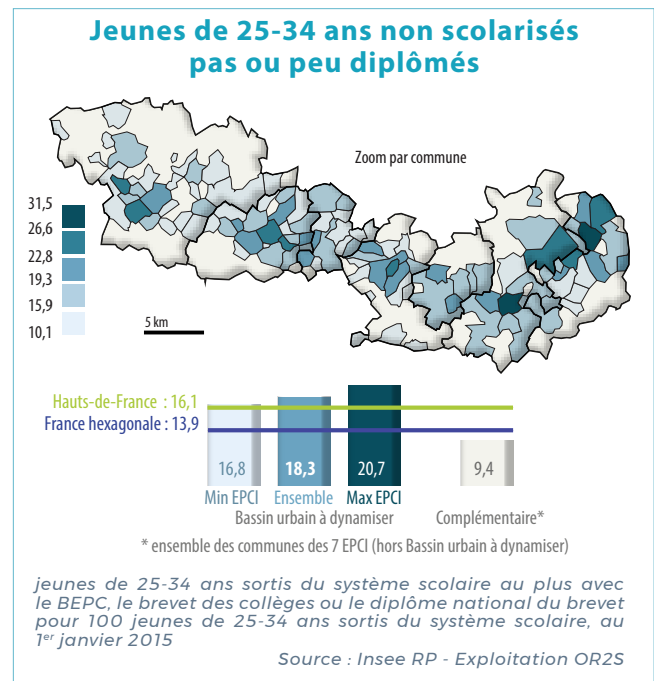 Jeunes de 25-34 ans non scolarisés
pas ou peu diplômés
Zoom par commune
31,5
26,6
22,8
19,3
15,9
10,1
5 km
Hauts-de-France : 16,1
France hexagonale : 13,9
16,8
18,3
20,7
9,4
Min EPCI
Ensemble
Max EPCI
Bassin urbain à dynamiser
Complémentaire*
* ensemble des communes des 7 EPCI (hors Bassin urbain à dynamiser)
jeunes de 25-34 ans sortis du système scolaire au plus avec
le BEPC, le brevet des collèges ou le diplôme national du brevet
pour 100 jeunes de 25-34 ans sortis du système scolaire, au
1er janvier 2015
Source : Insee RP - Exploitation OR2S